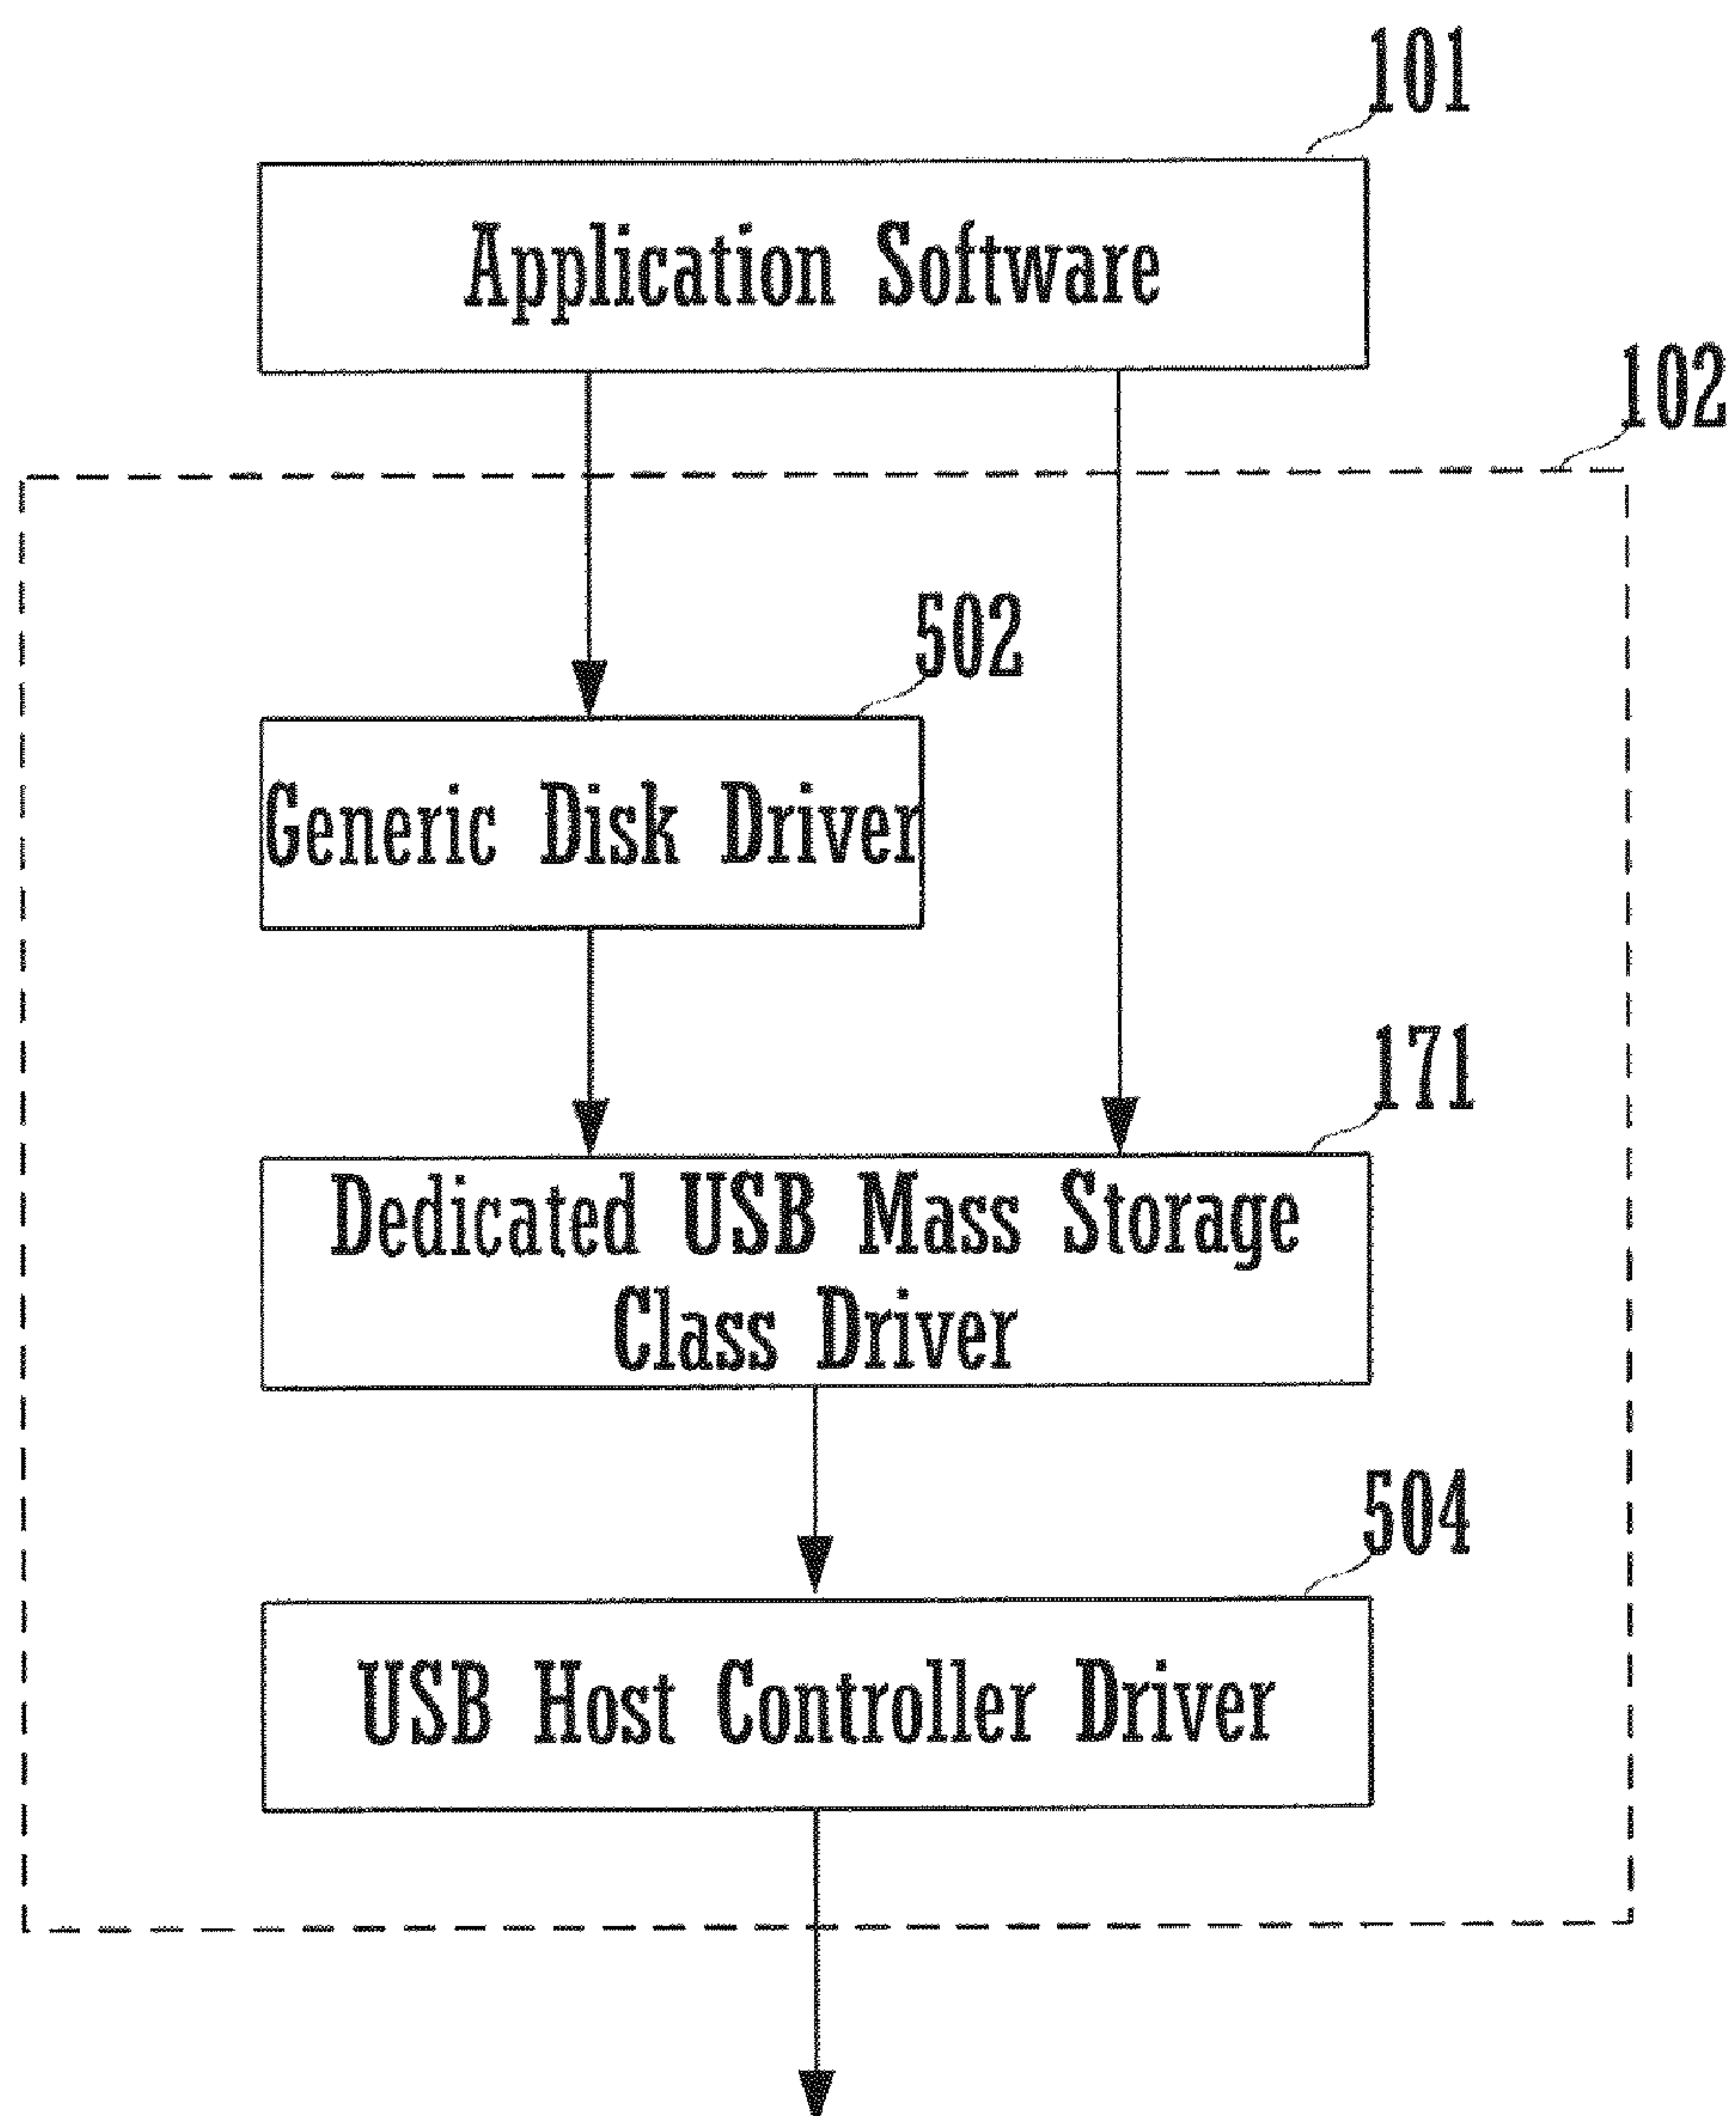 101
Application Software
102
502
Generic Disk Driver
171
Dedicated USB Mass Storage
Class Driver
504
USB Host Controller Driver